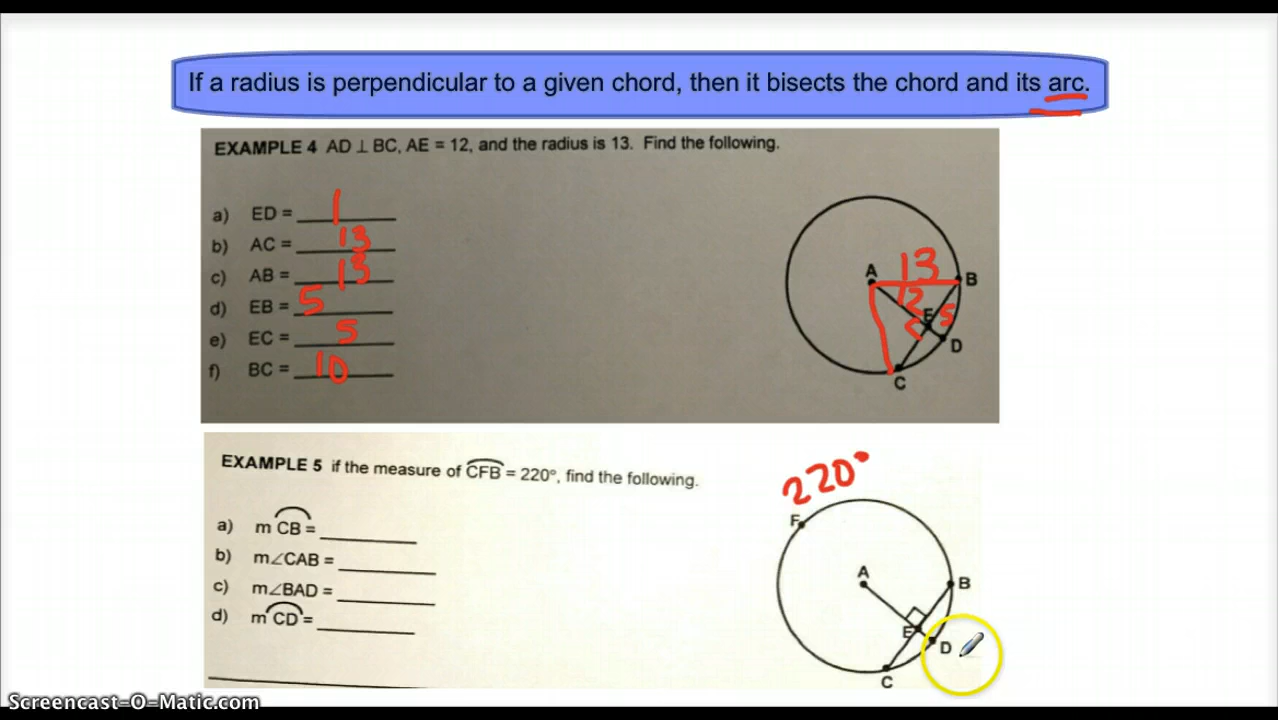 If a radius is perpendicular to a given chord, then it bisects the chord and its arc.
EXAMPLE 4 AD ⊥ BC, AE = 12, and the radius is 13. Find the following.
a) ED = 1
b) AC = 13
c) AB = 13
d) EB = 5
e) EC = 5
f) BC = 10
A
13
B
12
E
5
5
D
C
EXAMPLE 5 if the measure of CFB = 220°, find the following.
a) m CB =
b) m∠CAB =
c) m∠BAD =
d) m CD =
220°
F
A
B
E
D
C
Screencast-O-Matic.com